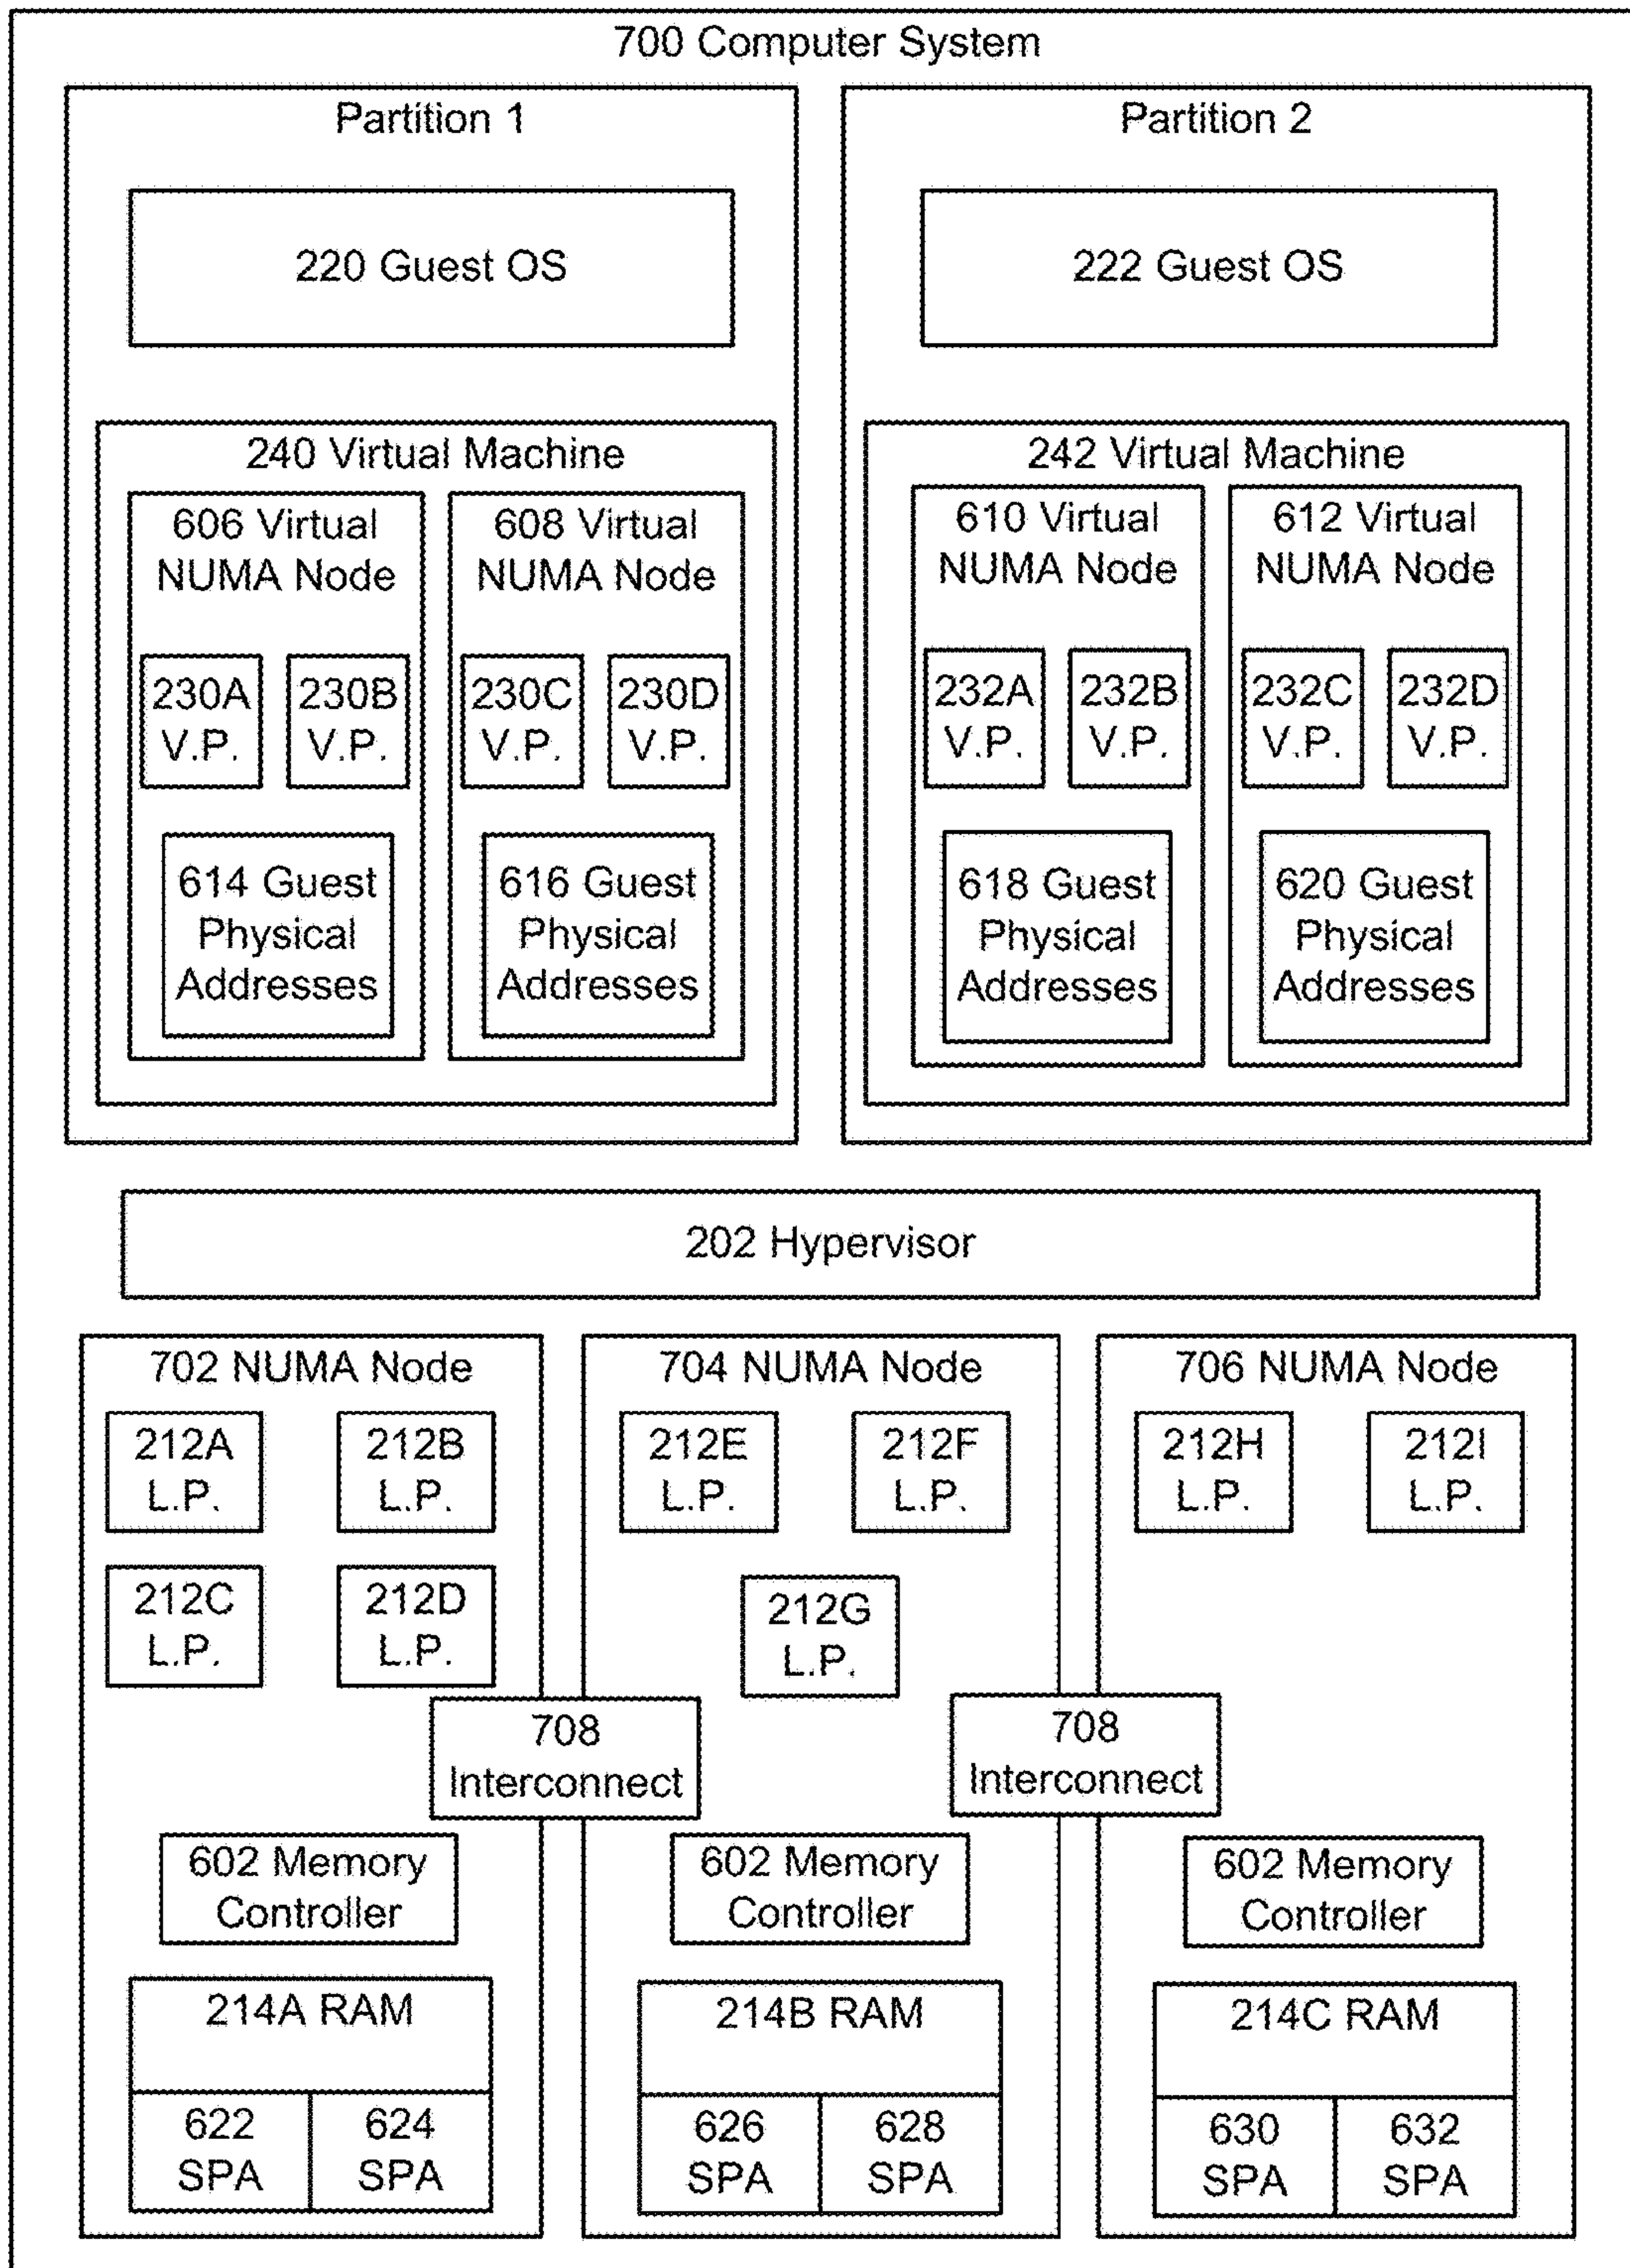 700 Computer System
Partition 1
220 Guest OS
240 Virtual Machine
606 Virtual
NUMA Node
230A
V.P.
230B
V.P.
614 Guest
Physical
Addresses
608 Virtual
NUMA Node
230C
V.P.
230D
V.P.
616 Guest
Physical
Addresses
Partition 2
222 Guest OS
242 Virtual Machine
610 Virtual
NUMA Node
232A
V.P.
232B
V.P.
618 Guest
Physical
Addresses
612 Virtual
NUMA Node
232C
V.P.
232D
V.P.
620 Guest
Physical
Addresses
202 Hypervisor
702 NUMA Node
212A
L.P.
212B
L.P.
212C
L.P.
212D
L.P.
708
Interconnect
602 Memory
Controller
214A RAM
622
SPA
624
SPA
704 NUMA Node
212E
L.P.
212F
L.P.
212G
L.P.
708
Interconnect
602 Memory
Controller
214B RAM
626
SPA
628
SPA
706 NUMA Node
212H
L.P.
212I
L.P.
602 Memory
Controller
214C RAM
630
SPA
632
SPA